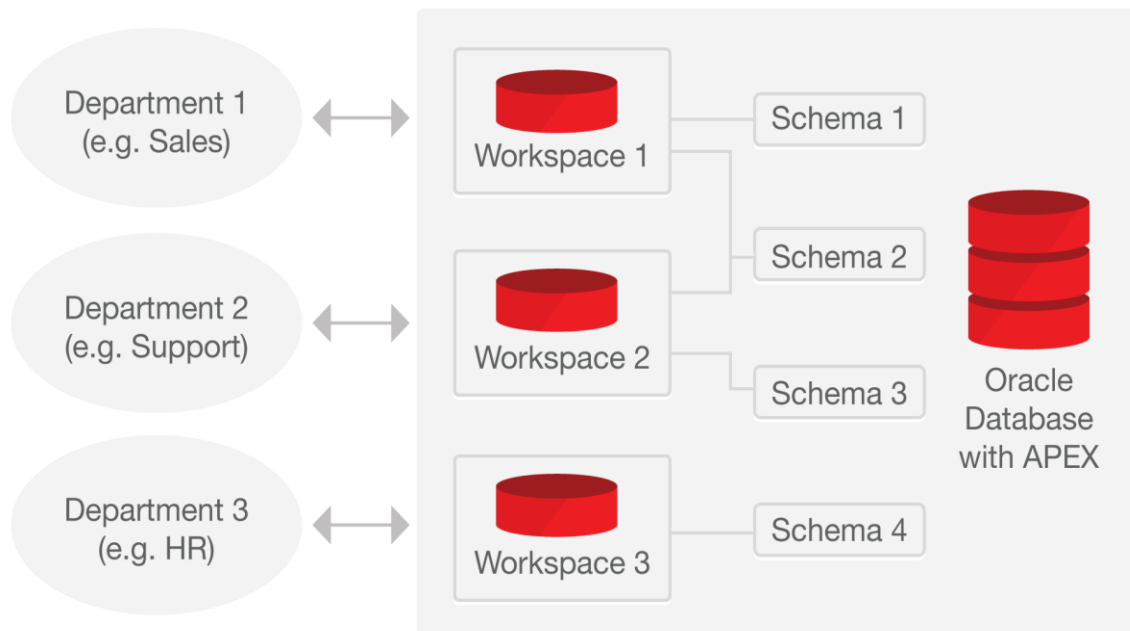 Department 1
(e.g. Sales)
Workspace 1
Schema 1
Department 2
(e.g. Support)
Workspace 2
Schema 2
Schema 3
Department 3
(e.g. HR)
Workspace 3
Schema 4
Oracle
Database
with APEX